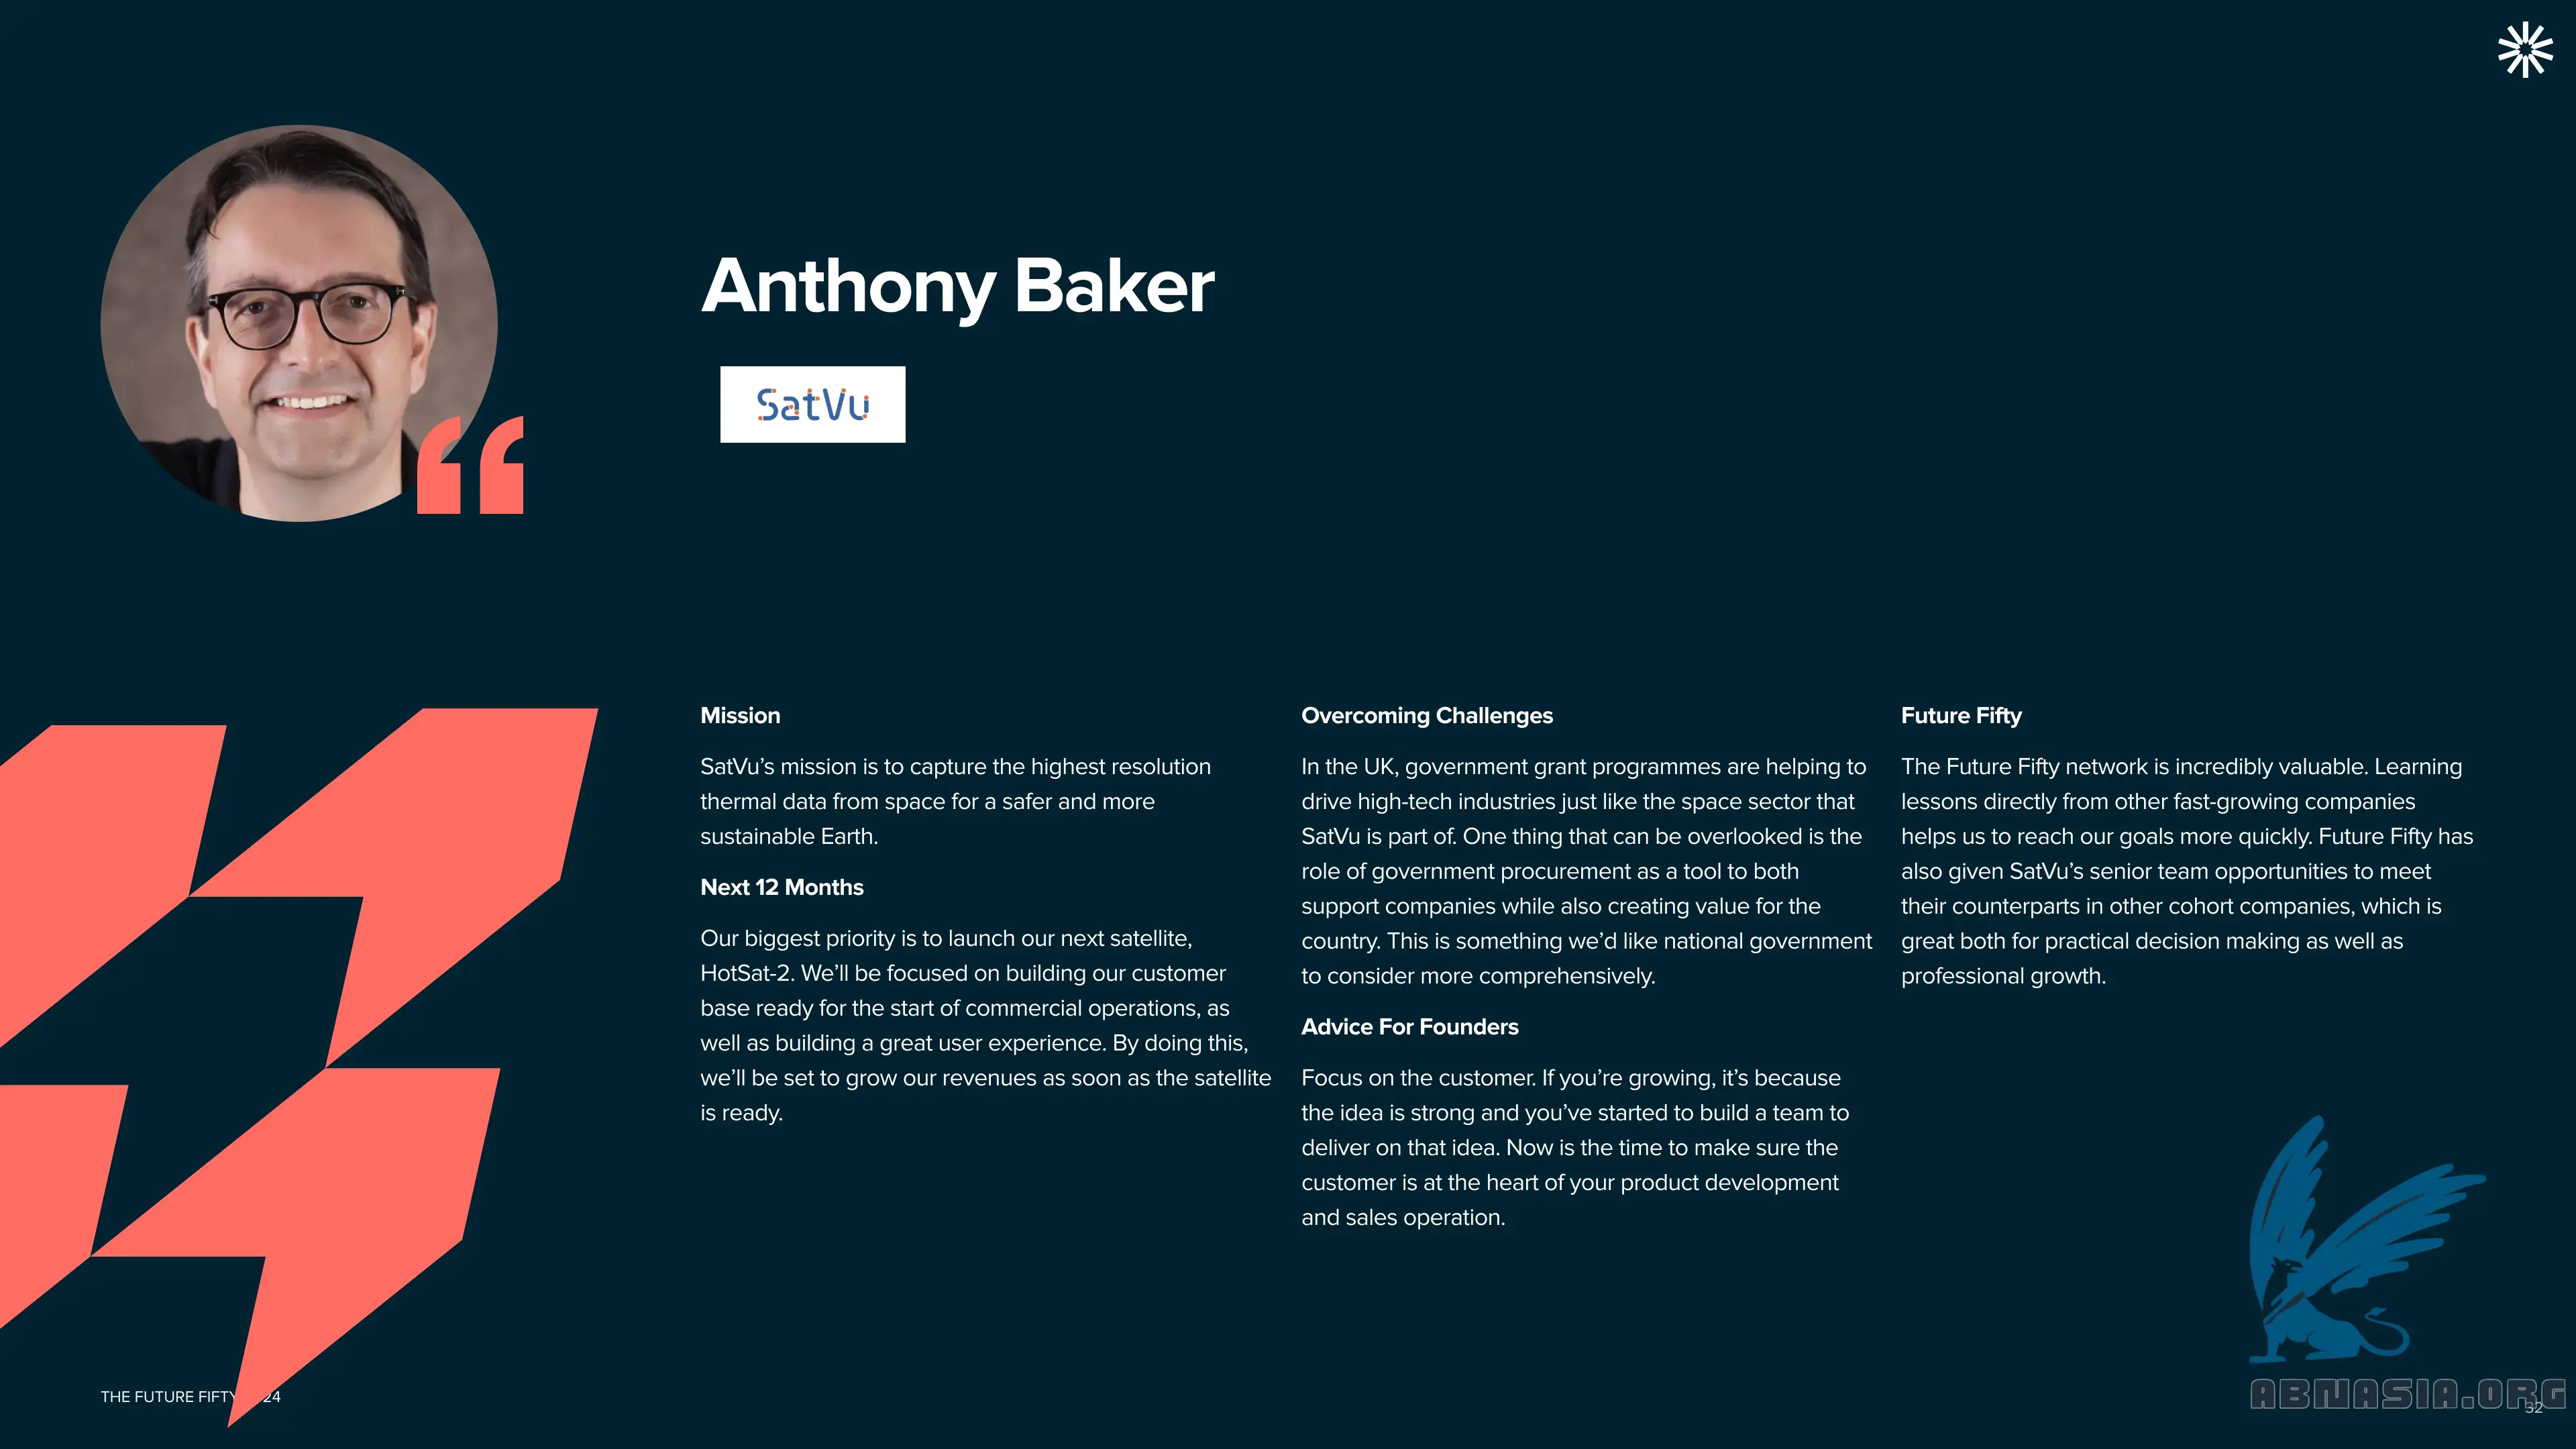 Anthony Baker
SatVu
Mission
SatVu’s mission is to capture the highest resolution
thermal data from space for a safer and more
sustainable Earth.
Next 12 Months
Our biggest priority is to launch our next satellite,
HotSat-2. We’ll be focused on building our customer
base ready for the start of commercial operations, as
well as building a great user experience. By doing this,
we’ll be set to grow our revenues as soon as the satellite
is ready.
Overcoming Challenges
In the UK, government grant programmes are helping to
drive high-tech industries just like the space sector that
SatVu is part of. One thing that can be overlooked is the
role of government procurement as a tool to both
support companies while also creating value for the
country. This is something we’d like national government
to consider more comprehensively.
Advice For Founders
Focus on the customer. If you’re growing, it’s because
the idea is strong and you’ve started to build a team to
deliver on that idea. Now is the time to make sure the
customer is at the heart of your product development
and sales operation.
Future Fifty
The Future Fifty network is incredibly valuable. Learning
lessons directly from other fast-growing companies
helps us to reach our goals more quickly. Future Fifty has
also given SatVu’s senior team opportunities to meet
their counterparts in other cohort companies, which is
great both for practical decision making as well as
professional growth.
THE FUTURE FIFTY 24
ABNASIA.ORG
32